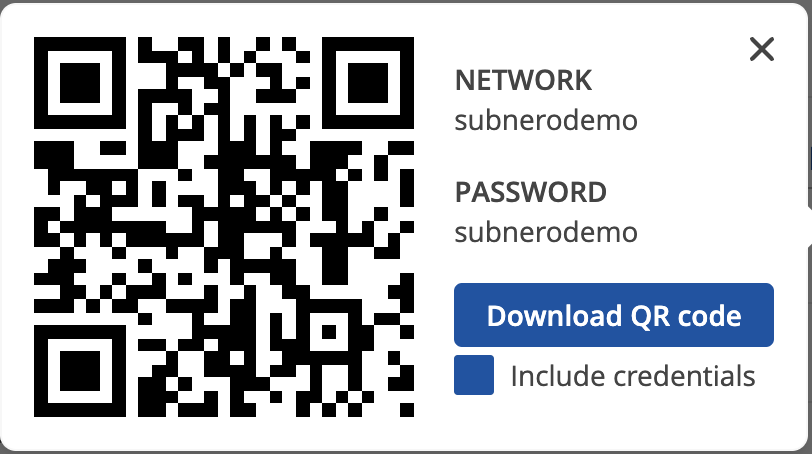 NETWORK
subnerodemo
PASSWORD
subnerodemo
Download QR code
Include credentials